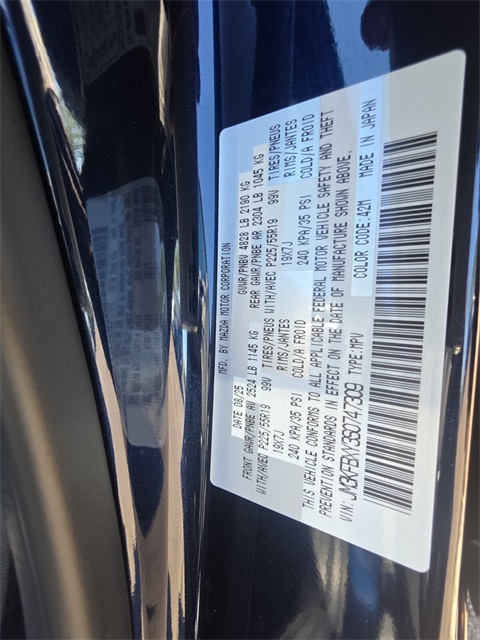 MFD. BY MAZDA MOTOR CORPORATION
DATE 08/25 GVWR/PNBV 4828 LB 2190 KG
FRONT GAWR/PNBE AV 2524 LB 1145 KG REAR GAWR/PNBE AR 2304 LB 1045 KG
WITH/AVEC P225/55R19 99V TIRES/PNEUS WITH/AVEC P225/55R19 99V TIRES/PNEUS
19X7J RIMS/JANTES 19X7J RIMS/JANTES
240 KPA/35 PSI COLD/A FROID 240 KPA/35 PSI COLD/A FROID
THIS VEHICLE CONFORMS TO ALL APPLICABLE FEDERAL MOTOR VEHICLE SAFETY AND THEFT
PREVENTION STANDARDS IN EFFECT ON THE DATE OF MANUFACTURE SHOWN ABOVE.
VIN: JM3KFBXY3S0747309 TYPE:MPV COLOR CODE:42M MADE IN JAPAN